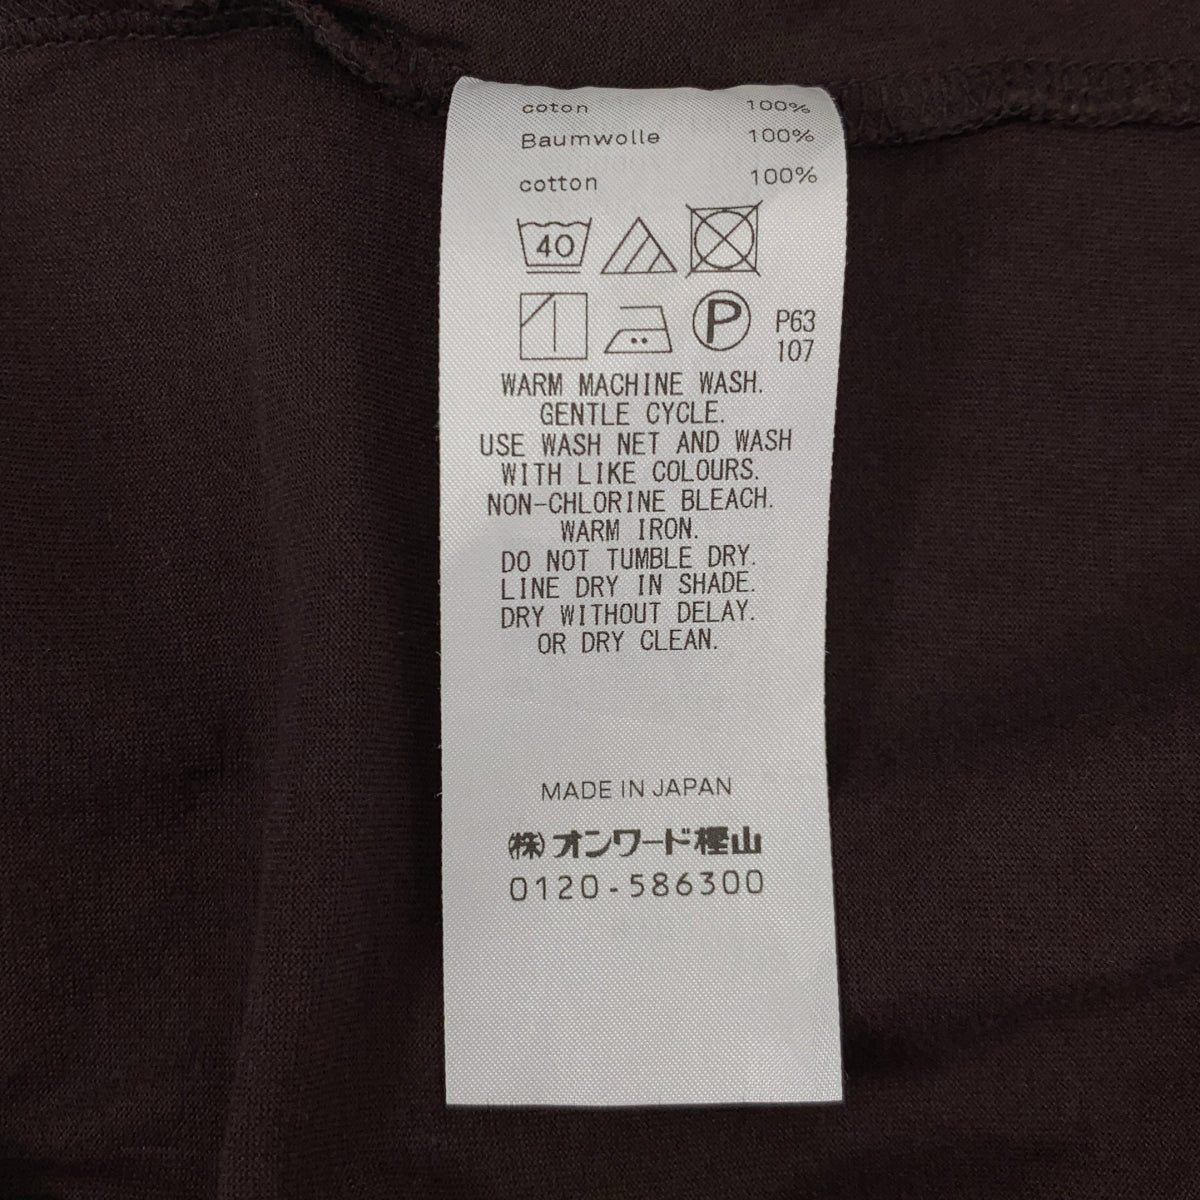 coton 100%
Baumwolle 100%
cotton 100%
40
P P63
107
WARM MACHINE WASH.
GENTLE CYCLE.
USE WASH NET AND WASH
WITH LIKE COLOURS.
NON-CHLORINE BLEACH.
WARM IRON.
DO NOT TUMBLE DRY.
LINE DRY IN SHADE.
DRY WITHOUT DELAY.
OR DRY CLEAN.
MADE IN JAPAN
(株)オンワード樫山
0120-586300